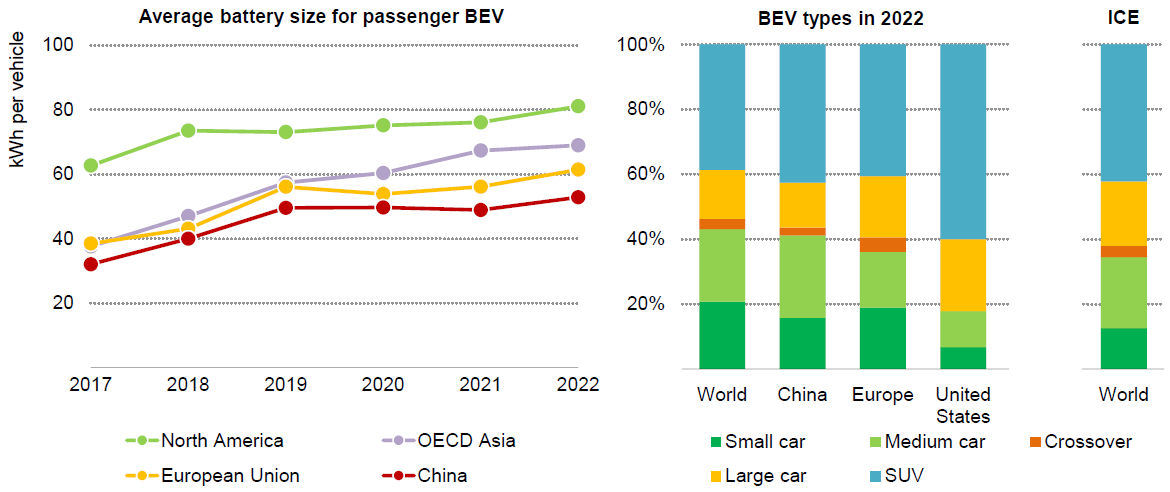 Average battery size for passenger BEV
kWh per vehicle
100
80
60
40
20
2017 2018 2019 2020 2021 2022
North America
OECD Asia
European Union
China
BEV types in 2022
ICE
100%
80%
60%
40%
20%
World China Europe United States
World
Small car
Medium car
Crossover
Large car
SUV